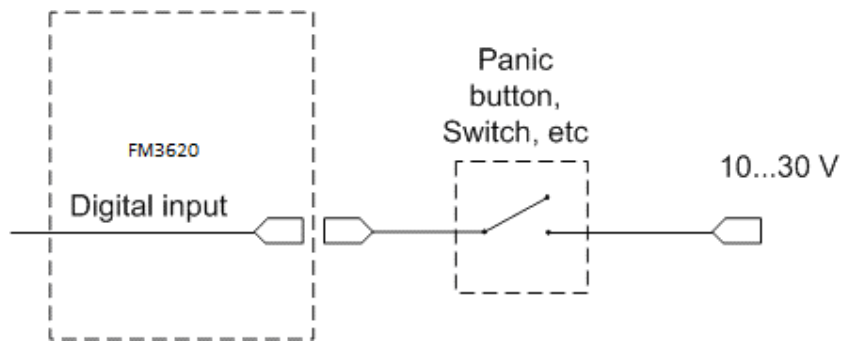 FM3620
Digital input
Panic
button,
Switch, etc
10...30 V